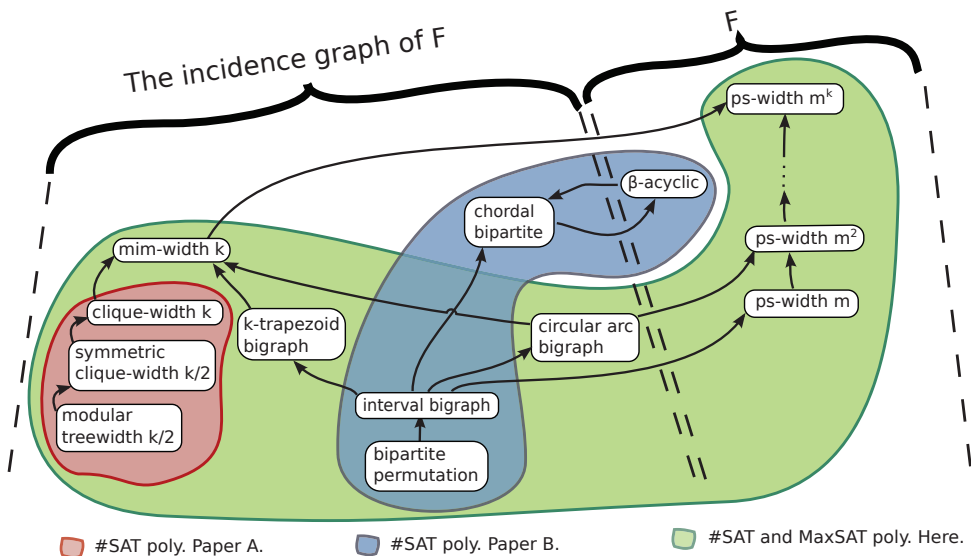 The incidence graph of F
F
ps-width m^k
β-acyclic
chordal
bipartite
mim-width k
ps-width m²
clique-width k
ps-width m
k-trapezoid
bigraph
circular arc
bigraph
symmetric
clique-width k/2
interval bigraph
modular
treewidth k/2
bipartite
permutation
#SAT poly. Paper A.
#SAT poly. Paper B.
#SAT and MaxSAT poly. Here.